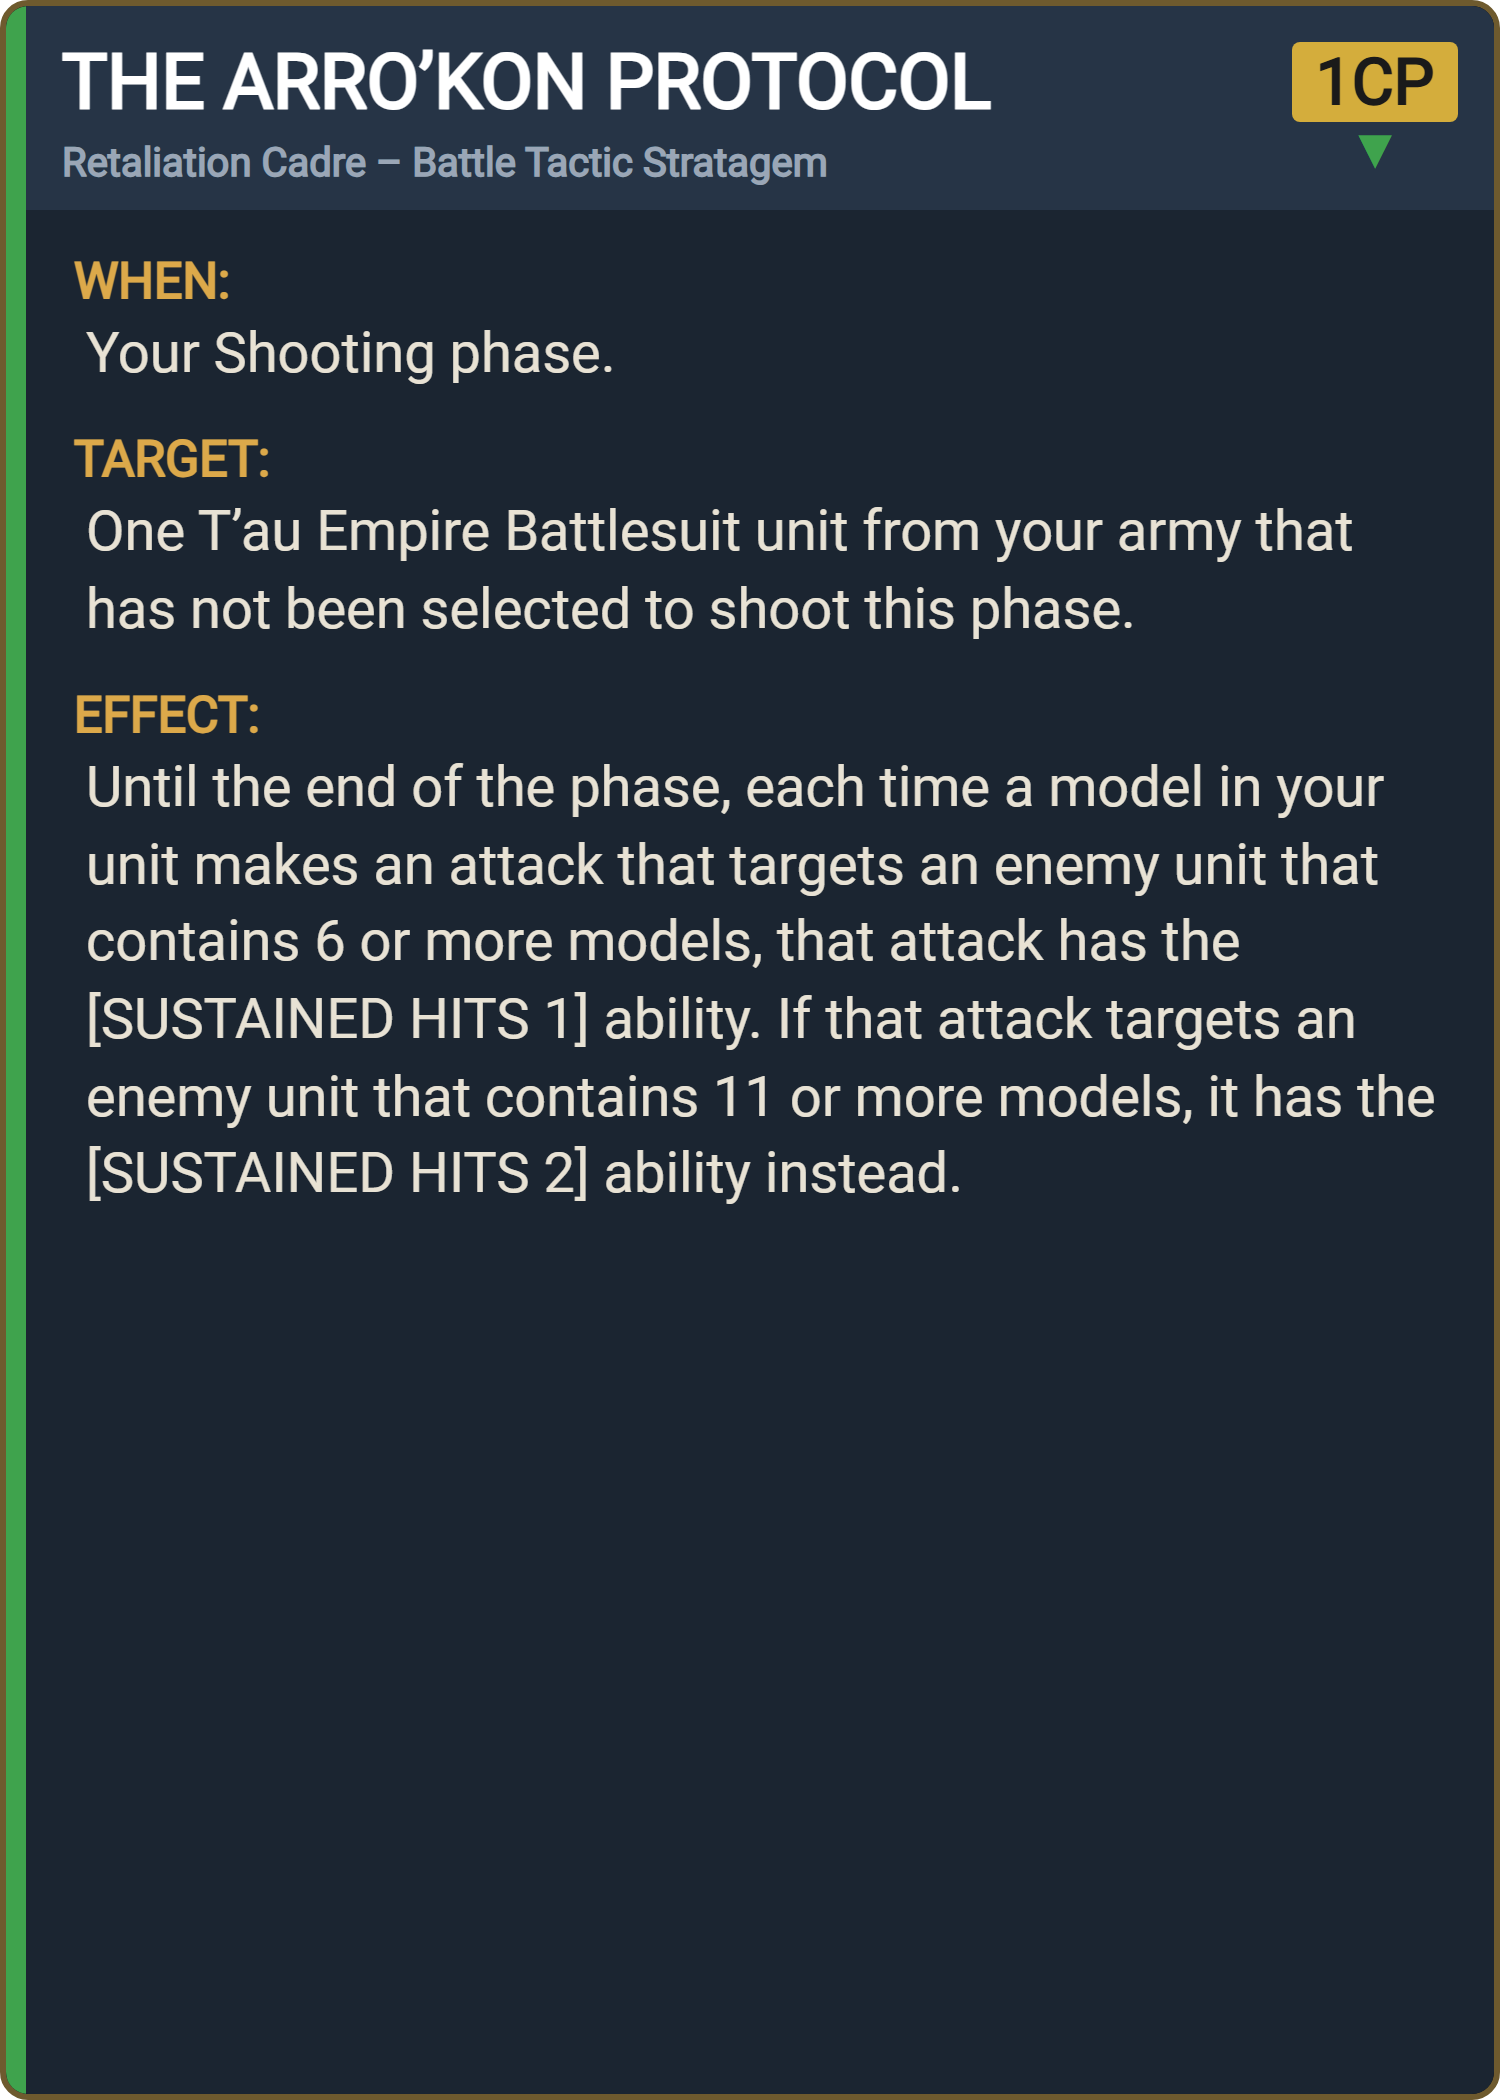 THE ARRO’KON PROTOCOL
1CP
Retaliation Cadre – Battle Tactic Stratagem
WHEN:
Your Shooting phase.
TARGET:
One T’au Empire Battlesuit unit from your army that
has not been selected to shoot this phase.
EFFECT:
Until the end of the phase, each time a model in your
unit makes an attack that targets an enemy unit that
contains 6 or more models, that attack has the
[SUSTAINED HITS 1] ability. If that attack targets an
enemy unit that contains 11 or more models, it has the
[SUSTAINED HITS 2] ability instead.